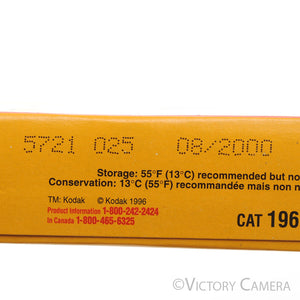 5721 025 08/2000
Storage: 55°F (13°C) recommended but no
Conservation: 13°C (55°F) recommandée mais non n
TM: Kodak © Kodak 1996
Product Information 1-800-242-2424
In Canada 1-800-465-6325
CAT 196
©Victory Camera